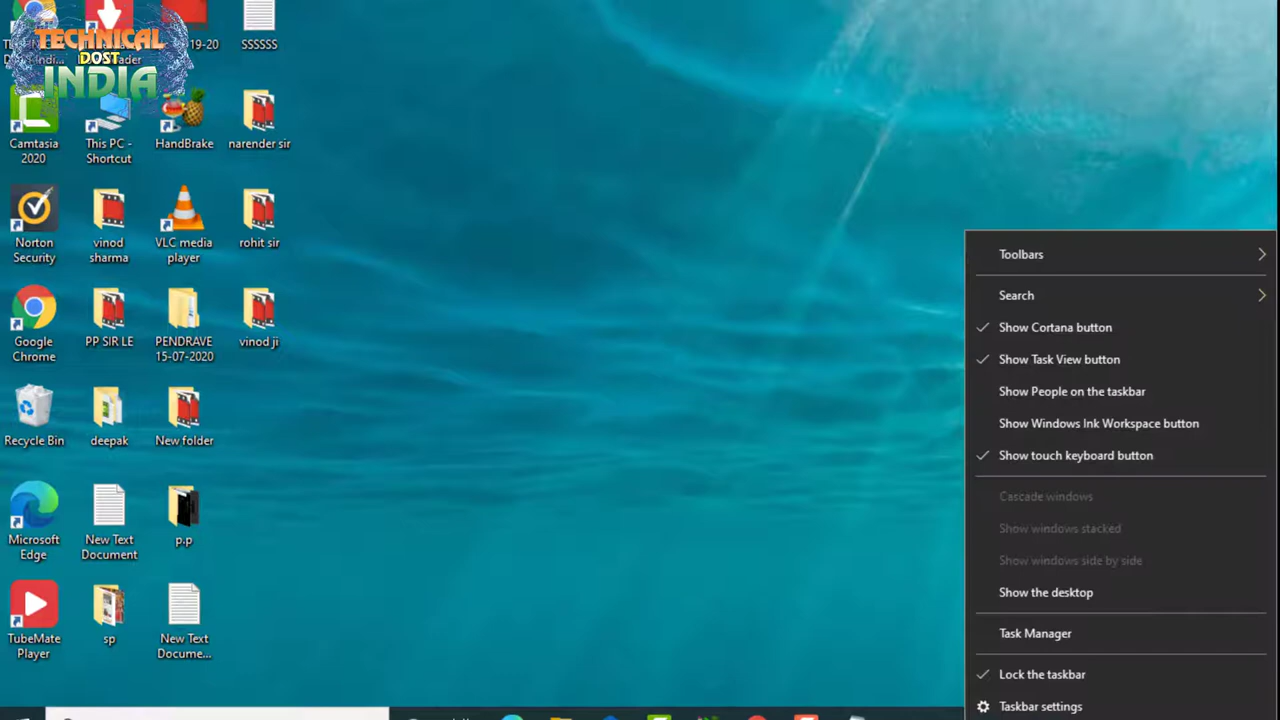 TECHNICAL
DOST
INDIA
19-20
SSSSSS
Camtasia
2020
This PC -
Shortcut
HandBrake
narender sir
Norton
Security
vinod
sharma
VLC media
player
rohit sir
Google
Chrome
PP SIR LE
PENDRAVE
15-07-2020
vinod ji
Recycle Bin
deepak
New folder
Microsoft
Edge
New Text
Document
p.p
TubeMate
Player
sp
New Text
Docume...
Toolbars
Search
Show Cortana button
Show Task View button
Show People on the taskbar
Show Windows Ink Workspace button
Show touch keyboard button
Cascade windows
Show windows stacked
Show windows side by side
Show the desktop
Task Manager
Lock the taskbar
Taskbar settings